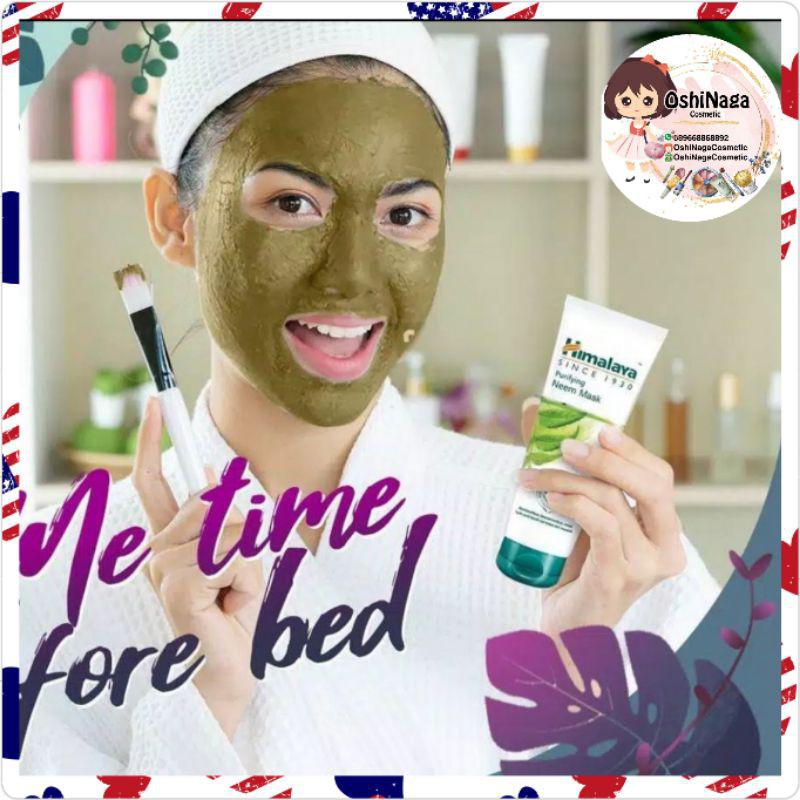 OshiNaga
Cosmetic
089668868892
OshiNagaCosmetic
OshiNagaCosmetic
Himalaya
SINCE 1930
Purifying
Neem Mask
Me time
fore bed